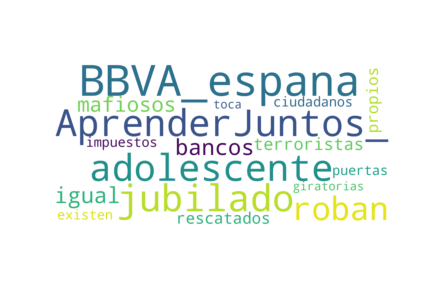 BBVA_espana
mafiosos toca ciudadanos propios
AprenderJuntos_
impuestos bancos terroristas
adolescente puertas
igual jubilado giratorias roban
existen rescatados